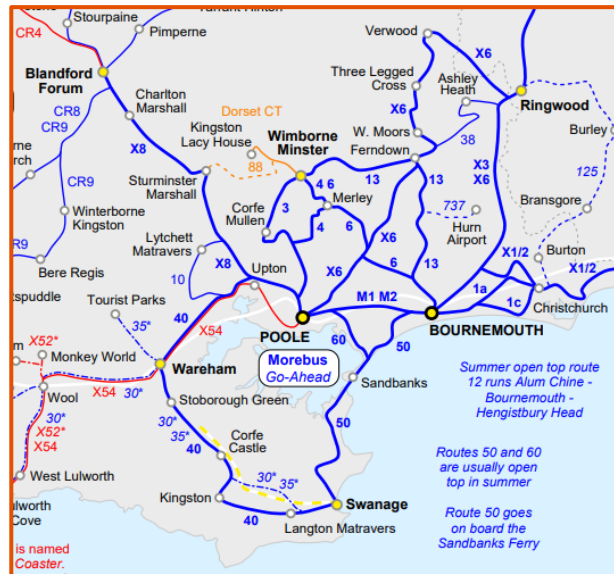 Stourpaine
Tarrant Hinton
CR4
Pimperne
Verwood
X6
Blandford
Forum
Three Legged
Cross
Ashley
Heath
Ringwood
Charlton
Marshall
Dorset CT
X6
CR8
CR9
Kingston
Lacy House
Wimborne
Minster
W. Moors
38
Burley
X8
Ferndown
88
X3
X6
125
Sturminster
Marshall
4 6
13
13
CR9
3
Merley
737
Bransgore
Winterborne
Kingston
Corfe
Mullen
4
6
X6
Hurn
Airport
Lytchett
Matravers
Burton
R9
X8
6
13
X1/2
Bere Regis
10
Upton
X6
1a
X1/2
tspuddle
Tourist Parks
M1 M2
1c
Christchurch
35*
40
X54
POOLE
BOURNEMOUTH
X52*
60
50
Monkey World
Morebus
Go-Ahead
Wareham
Sandbanks
Summer open top route
12 runs Alum Chine -
Bournemouth -
Hengistbury Head
Wool
X54
30*
Stoborough Green
30*
X52*
X54
30*
35*
50
40
Corfe
Castle
Routes 50 and 60
are usually open
top in summer
West Lulworth
30*
35*
ulworth
Cove
Kingston
Swanage
Route 50 goes
on board the
Sandbanks Ferry
40
Langton Matravers
is named
Coaster.